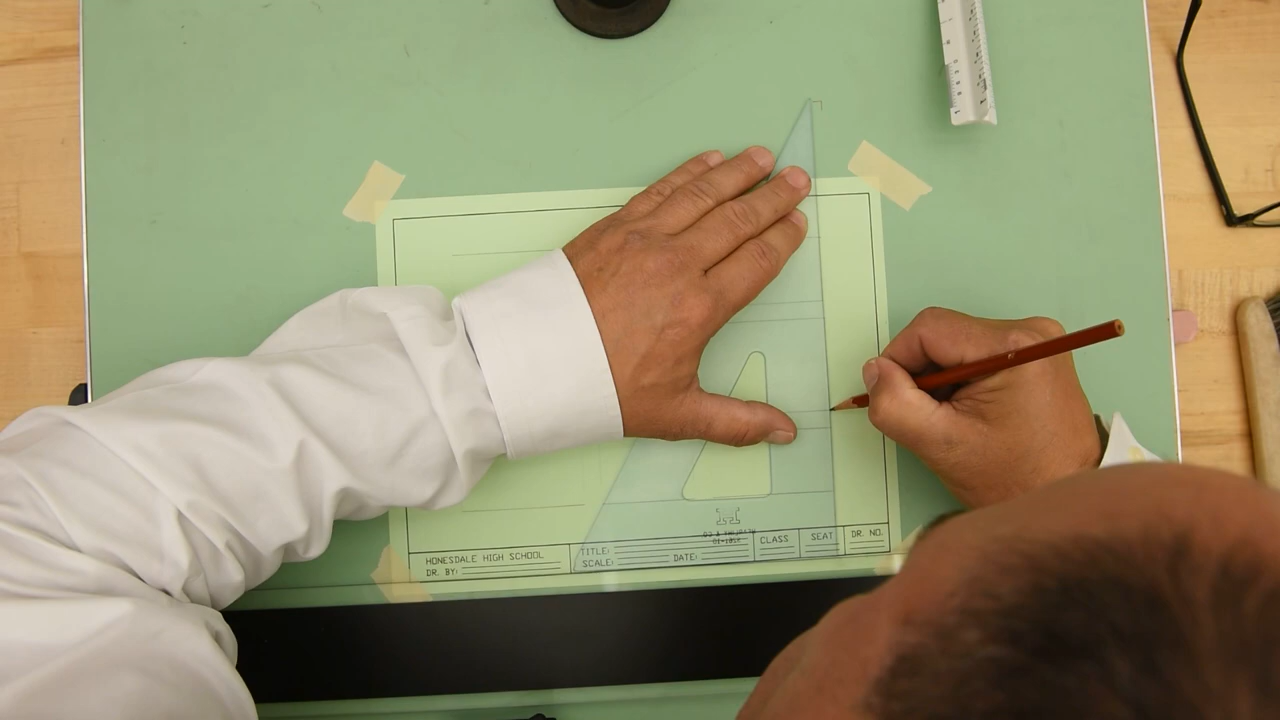 HONESDALE HIGH SCHOOL
DR. BY:
TITLE:
SCALE:
DATE:
CLASS
SEAT
DR. NO.